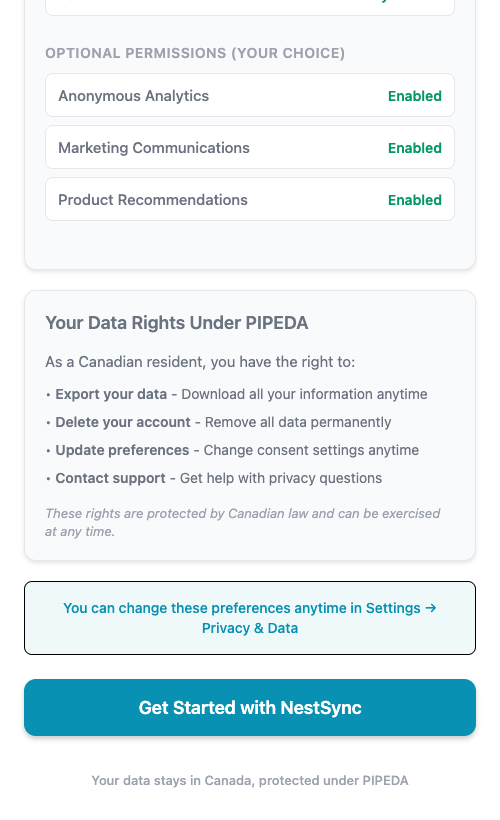 OPTIONAL PERMISSIONS (YOUR CHOICE)
Anonymous Analytics Enabled
Marketing Communications Enabled
Product Recommendations Enabled
Your Data Rights Under PIPEDA
As a Canadian resident, you have the right to:
• Export your data - Download all your information anytime
• Delete your account - Remove all data permanently
• Update preferences - Change consent settings anytime
• Contact support - Get help with privacy questions
These rights are protected by Canadian law and can be exercised
at any time.
You can change these preferences anytime in Settings →
Privacy & Data
Get Started with NestSync
Your data stays in Canada, protected under PIPEDA